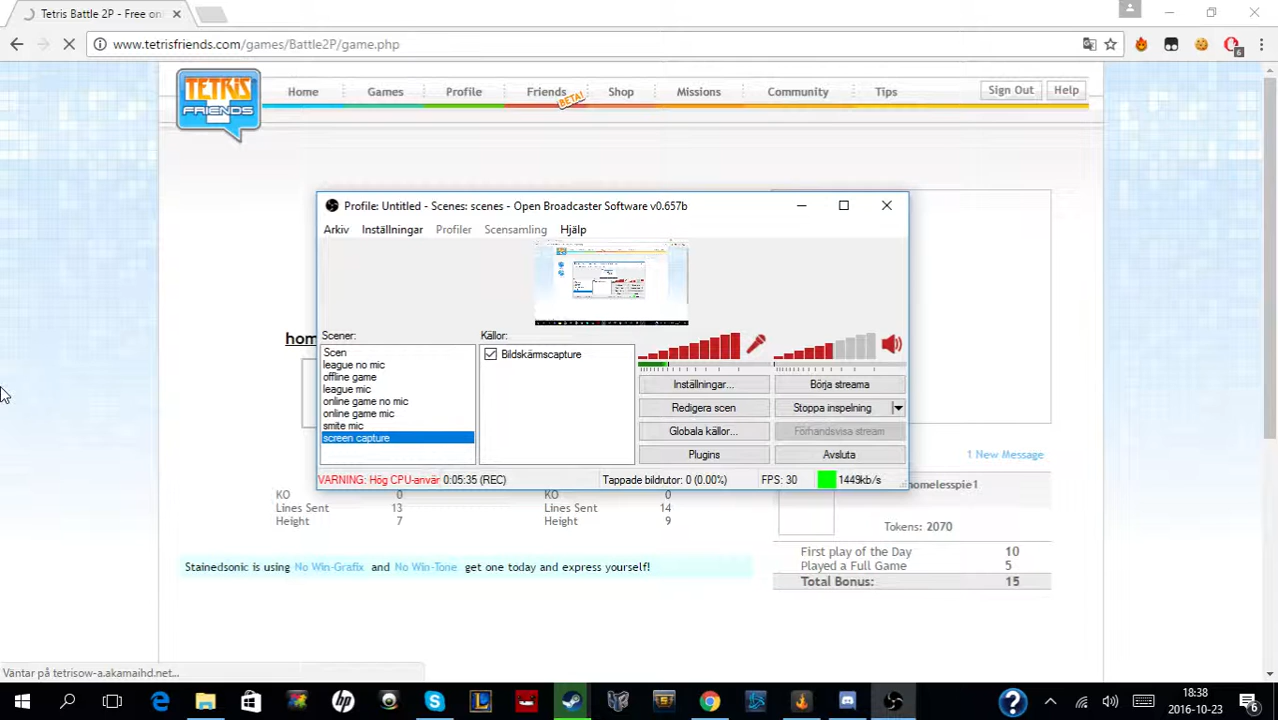 Tetris Battle 2P - Free on
www.tetrisfriends.com/games/Battle2P/game.php
6
TETRIS
FRIENDS
Home
Games
Profile
Friends
BETA!
Shop
Missions
Community
Tips
Sign Out
Help
Profile: Untitled - Scenes: scenes - Open Broadcaster Software v0.657b
Arkiv Inställningar Profiler Scensamling Hjälp
hom
Scener:
Källor:
Scen
league no mic
offline game
league mic
online game no mic
online game mic
smite mic
screen capture
Bildskämscapture
Inställningar...
Börja streama
Redigera scen
Stoppa inspelning
Globala källor...
Förhandsvisa stream
Plugins
Avsluta
VARNING: Hög CPU-använ 0:05:35 (REC)
Tappade bildrutor: 0 (0.00%)
FPS: 30
1449kb/s
1 New Message
homelesspie1
Tokens: 2070
KO 0 KO 0
Lines Sent 13 Lines Sent 14
Height 7 Height 9
First play of the Day 10
Played a Full Game 5
Total Bonus: 15
Stainedsonic is using No Win-Grafix and No Win-Tone get one today and express yourself!
Väntar på tetrisow-a.akamaihd.net...
18:38
2016-10-23
6